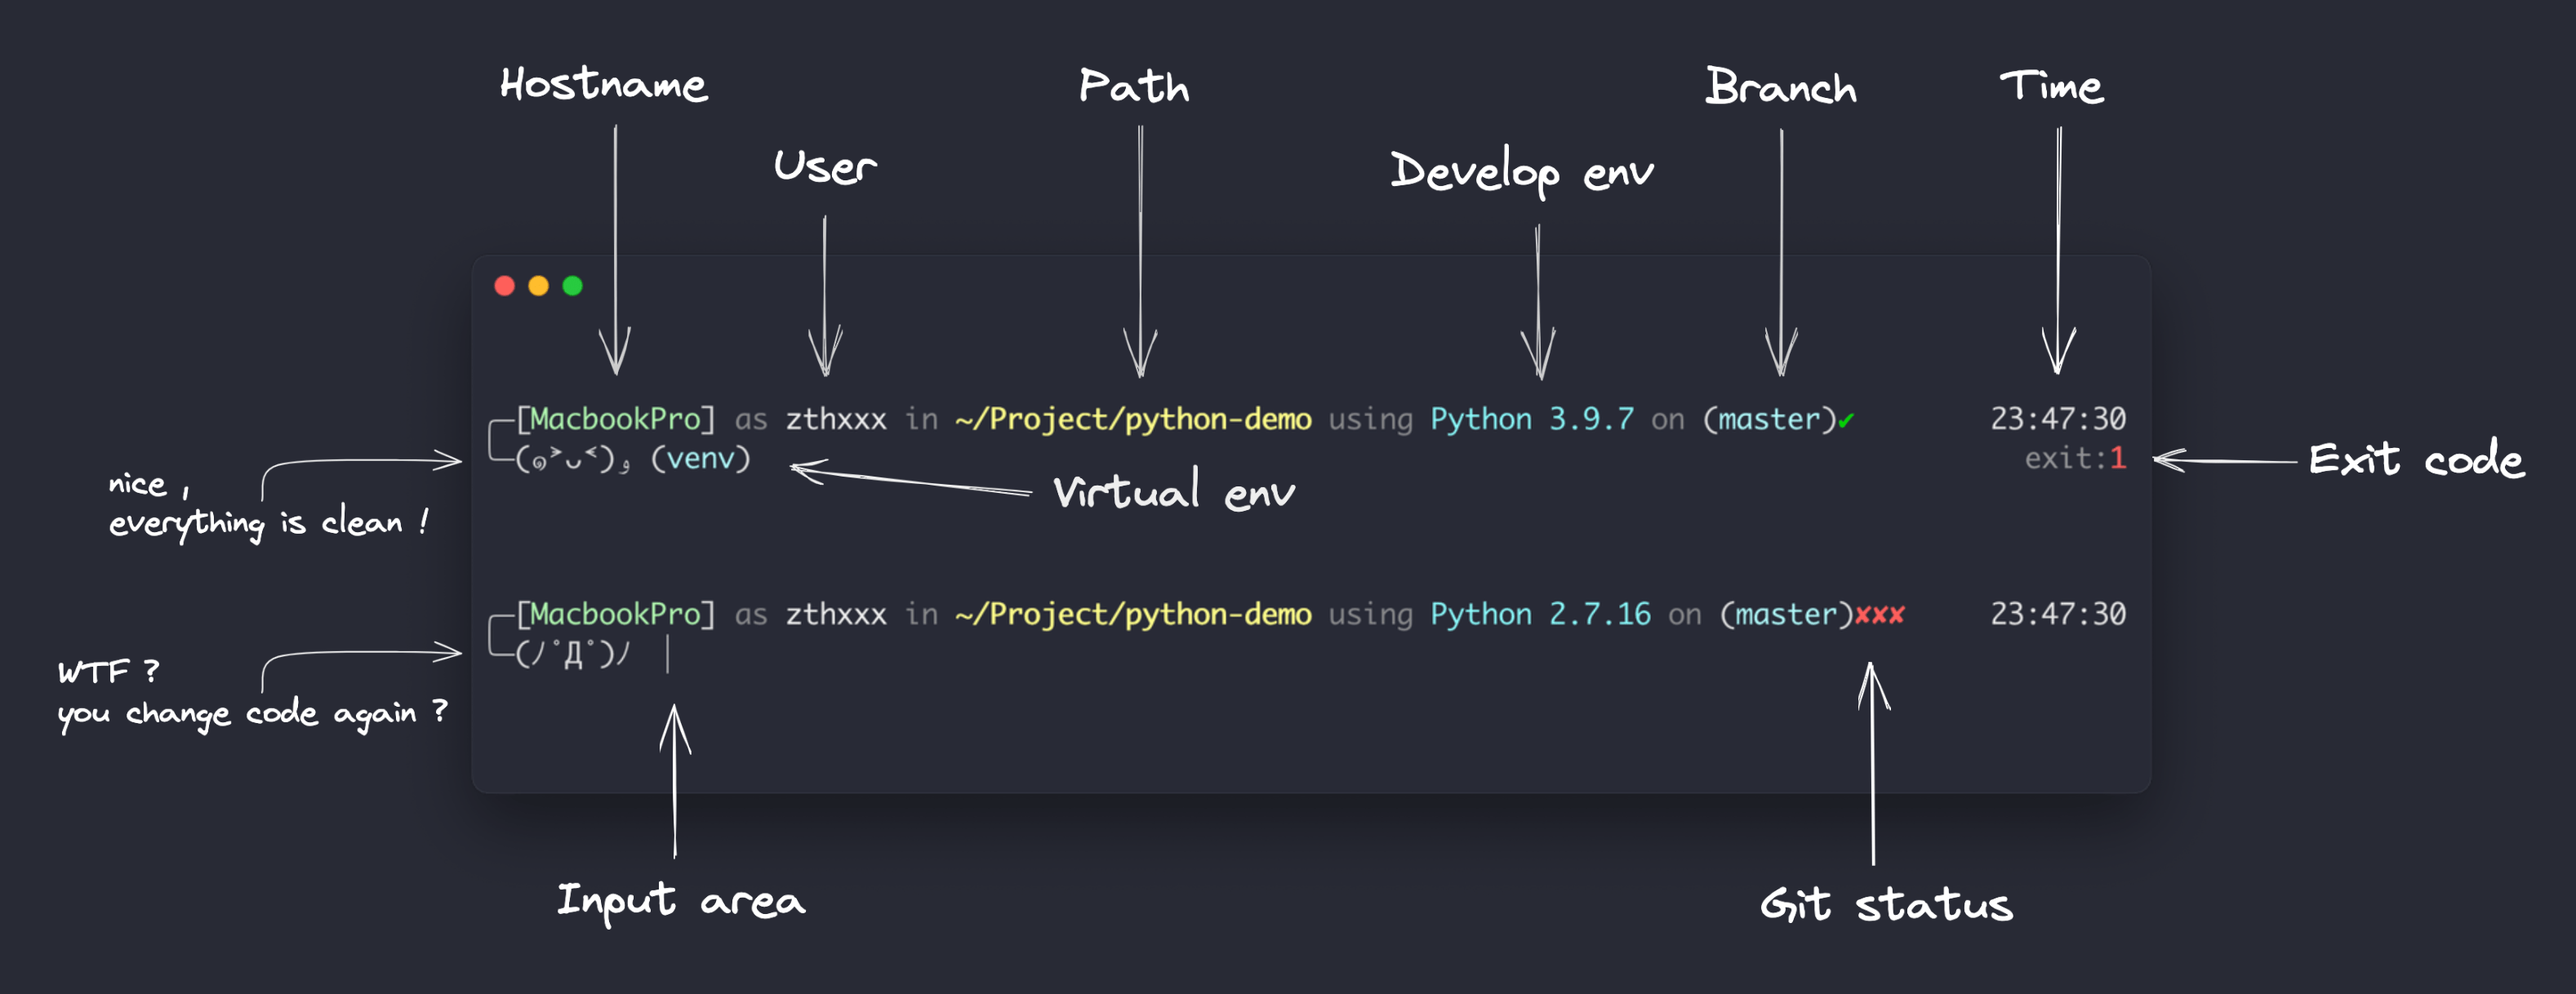 Hostname
Path
Branch
Time
User
Develop env
╭─[MacbookPro] as zthxxx in ~/Project/python-demo using Python 3.9.7 on (master)✔ 23:47:30
╰─(๑˃̵ᴗ˂̵)و (venv) exit:1
Exit code
Virtual env
nice ,
everything is clean !
╭─[MacbookPro] as zthxxx in ~/Project/python-demo using Python 2.7.16 on (master)✘✘✘ 23:47:30
╰─(ﾉ˚Д˚)ﾉ
WTF ?
you change code again ?
Input area
Git status